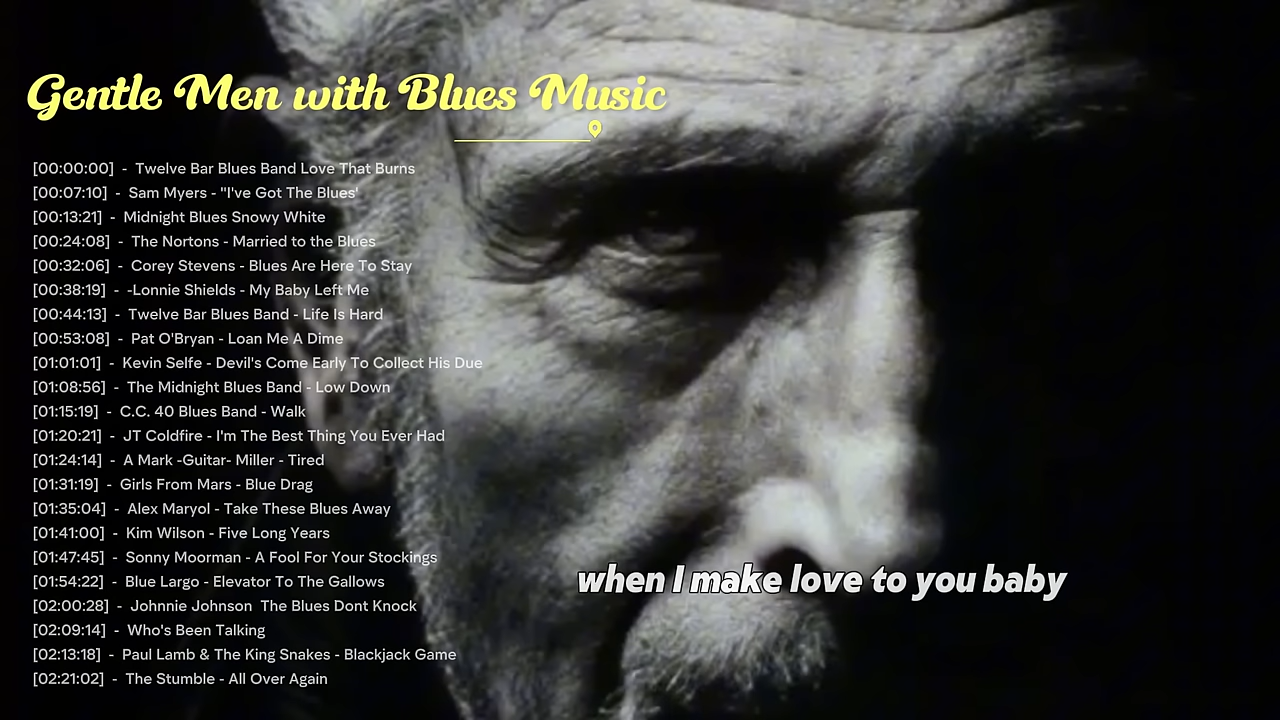 Gentle Men with Blues Music
[00:00:00] - Twelve Bar Blues Band Love That Burns
[00:07:10] - Sam Myers - "I've Got The Blues'
[00:13:21] - Midnight Blues Snowy White
[00:24:08] - The Nortons - Married to the Blues
[00:32:06] - Corey Stevens - Blues Are Here To Stay
[00:38:19] - -Lonnie Shields - My Baby Left Me
[00:44:13] - Twelve Bar Blues Band - Life Is Hard
[00:53:08] - Pat O'Bryan - Loan Me A Dime
[01:01:01] - Kevin Selfe - Devil's Come Early To Collect His Due
[01:08:56] - The Midnight Blues Band - Low Down
[01:15:19] - C.C. 40 Blues Band - Walk
[01:20:21] - JT Coldfire - I'm The Best Thing You Ever Had
[01:24:14] - A Mark -Guitar- Miller - Tired
[01:31:19] - Girls From Mars - Blue Drag
[01:35:04] - Alex Maryol - Take These Blues Away
[01:41:00] - Kim Wilson - Five Long Years
[01:47:45] - Sonny Moorman - A Fool For Your Stockings
[01:54:22] - Blue Largo - Elevator To The Gallows
[02:00:28] - Johnnie Johnson The Blues Dont Knock
[02:09:14] - Who's Been Talking
[02:13:18] - Paul Lamb & The King Snakes - Blackjack Game
[02:21:02] - The Stumble - All Over Again
when I make love to you baby